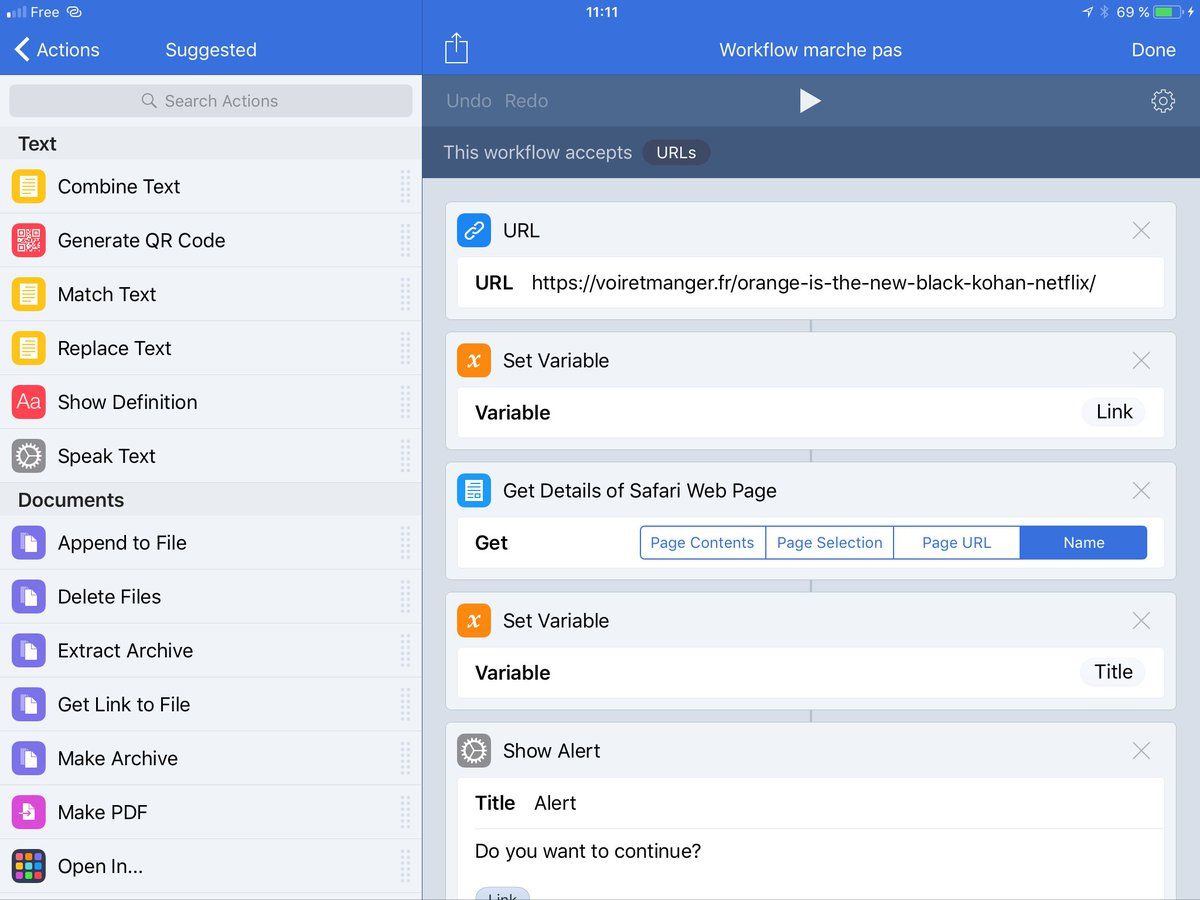 Free 11:11 69 %
Actions Suggested
Workflow marche pas Done
Search Actions
Undo Redo
This workflow accepts URLs
Text
Combine Text
Generate QR Code
Match Text
Replace Text
Aa Show Definition
Speak Text
Documents
Append to File
Delete Files
Extract Archive
Get Link to File
Make Archive
Make PDF
Open In...
URL
URL https://voiretmanger.fr/orange-is-the-new-black-kohan-netflix/
x Set Variable
Variable Link
Get Details of Safari Web Page
Get Page Contents Page Selection Page URL Name
x Set Variable
Variable Title
Show Alert
Title Alert
Do you want to continue?
Link